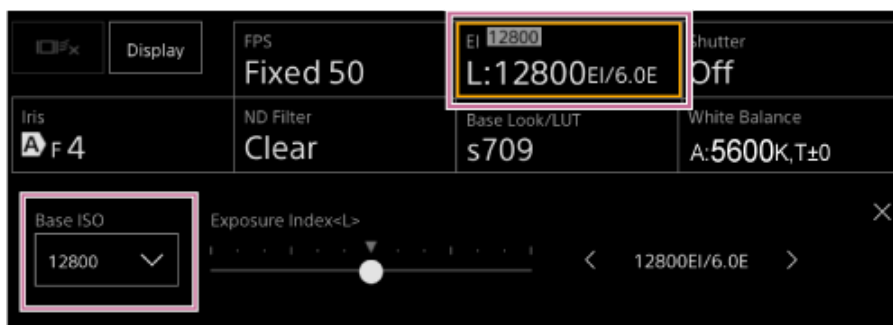 Display
FPS
Fixed 50
EI 12800
L:12800EI/6.0E
Shutter
Off
Iris
A F 4
ND Filter
Clear
Base Look/LUT
s709
White Balance
A:5600K,T±0
Base ISO
12800
Exposure Index<L>
12800EI/6.0E